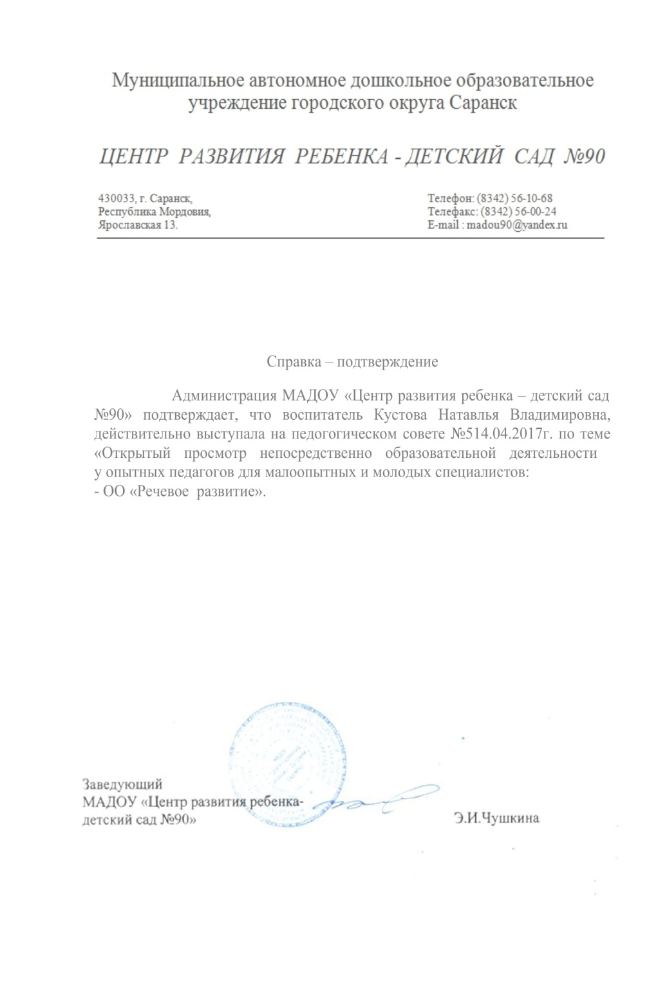 Муниципальное автономное дошкольное образовательное
учреждение городского округа Саранск
ЦЕНТР РАЗВИТИЯ РЕБЕНКА - ДЕТСКИЙ САД №90
430033, г. Саранск,
Республика Мордовия,
Ярославская 13.
Телефон: (8342) 56-10-68
Телефакс: (8342) 56-00-24
E-mail : madou90@yandex.ru
Справка – подтверждение
Администрация МАДОУ «Центр развития ребенка – детский сад
№90» подтверждает, что воспитатель Кустова Натавлья Владимировна,
действительно выступала на педогогическом совете №514.04.2017г. по теме
«Открытый просмотр непосредственно образовательной деятельности
у опытных педагогов для малоопытных и молодых специалистов:
- ОО «Речевое развитие».
Заведующий
МАДОУ «Центр развития ребенка-
детский сад №90»
Э.И.Чушкина